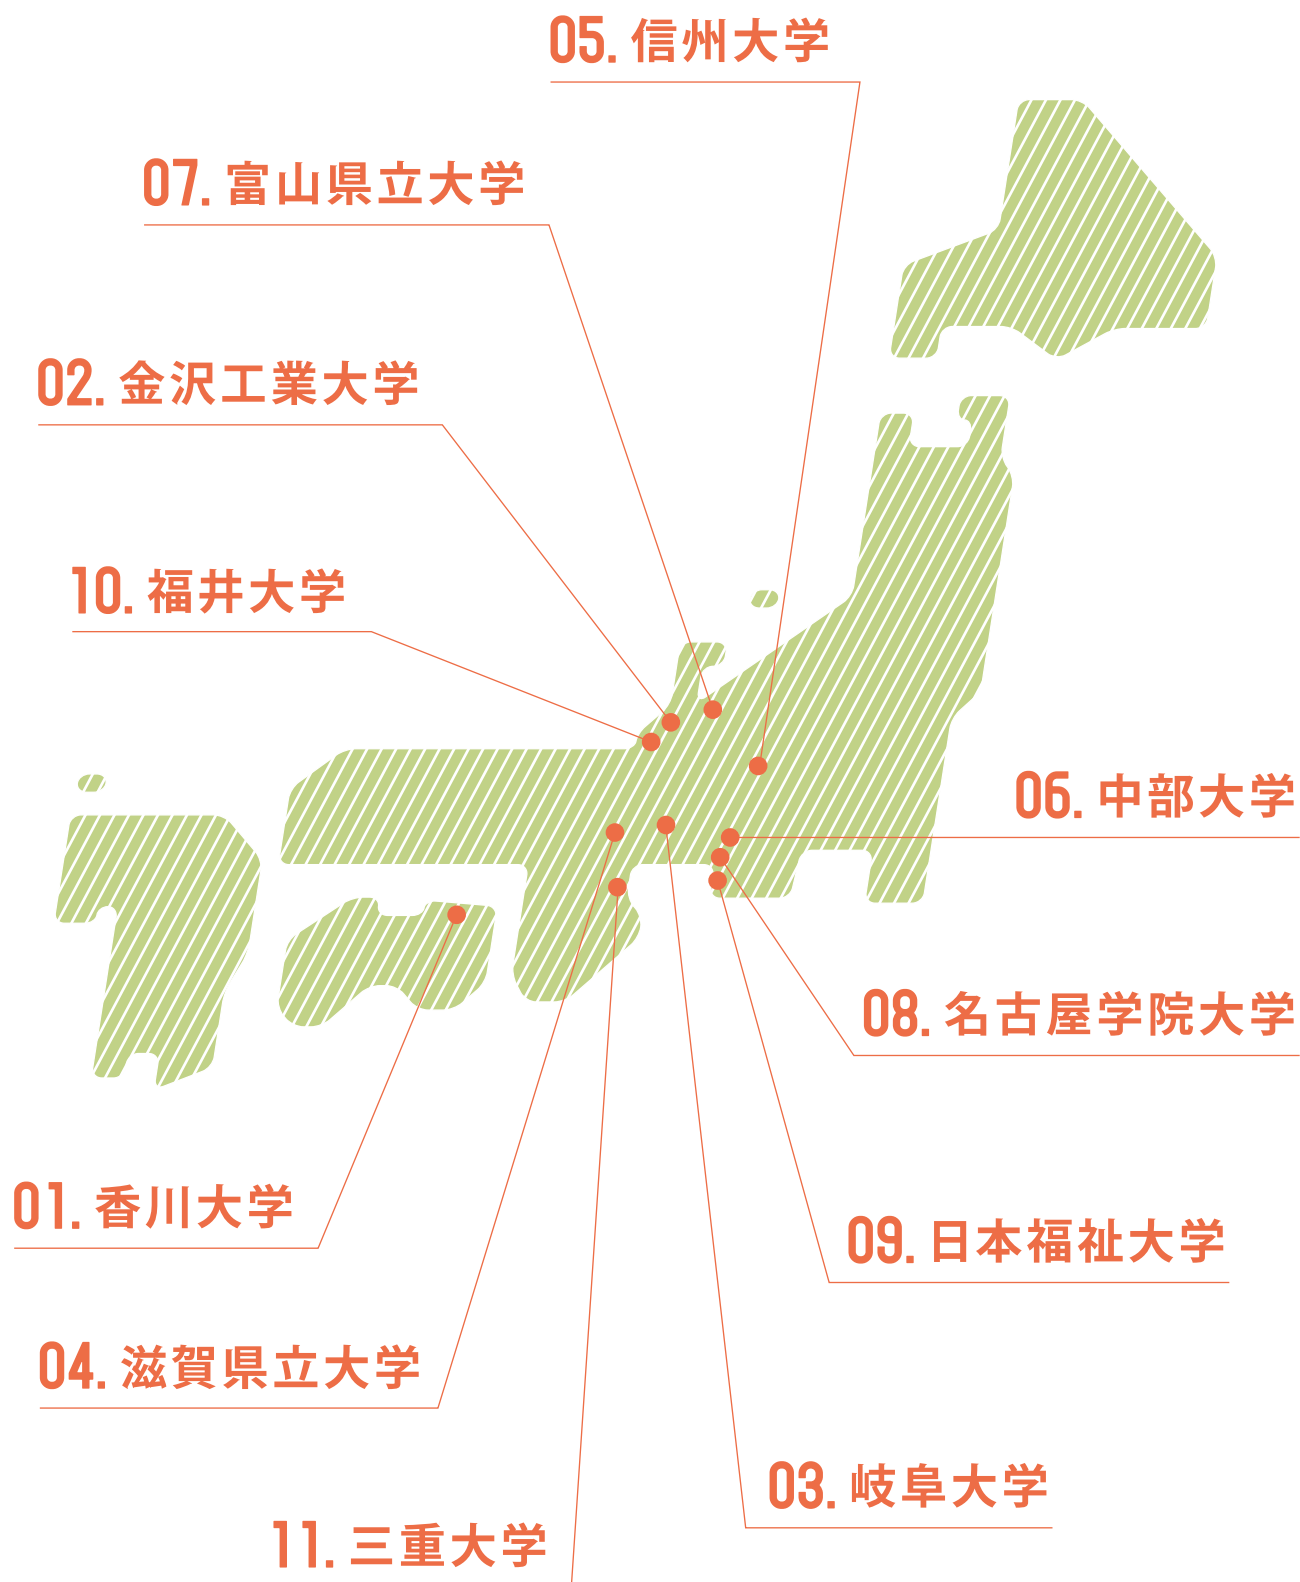 05. 信州大学
07. 富山県立大学
02. 金沢工業大学
10. 福井大学
06. 中部大学
08. 名古屋学院大学
01. 香川大学
09. 日本福祉大学
04. 滋賀県立大学
03. 岐阜大学
11. 三重大学